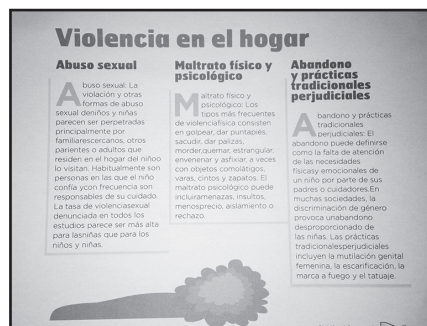 Violencia en el hogar
Abuso sexual
Abuso sexual: La
violación y otras
formas de abuso
sexual deniños y niñas
parecen ser perpetradas
principalmente por
familiarescercanos, otros
parientes o adultos que
residen en el hogar del niñoo
lo visitan. Habitualmente son
personas en las que el niño
confía ycon frecuencia son
responsables de su cuidado.
La tasa de violenciasexual
denunciada en todos los
estudios parece ser más alta
para lasniñas que para los
niños y niñas.
Maltrato físico y
psicológico
Maltrato físico y
psicológico: Los
tipos más frecuentes
de violenciafísica consisten
en golpear, dar puntapiés,
sacudir, dar palizas,
morder,quemar, estrangular,
envenenar y asfixiar, a veces
con objetos comolátigos,
varas, cintos y zapatos. El
maltrato psicológico puede
incluiramenazas, insultos,
menosprecio, aislamiento o
rechazo.
Abandono
y prácticas
tradicionales
perjudiciales
Abandono y prácticas
tradicionales
perjudiciales: El
abandono puede definirse
como la falta de atención
de las necesidades
físicasy emocionales de
un niño por parte de sus
padres o cuidadores.En
muchas sociedades, la
discriminación de género
provoca unabandono
desproporcionado de
las niñas. Las prácticas
tradicionalesperjudiciales
incluyen la mutilación genital
femenina, la escarificación, la
marca a fuego y el tatuaje.